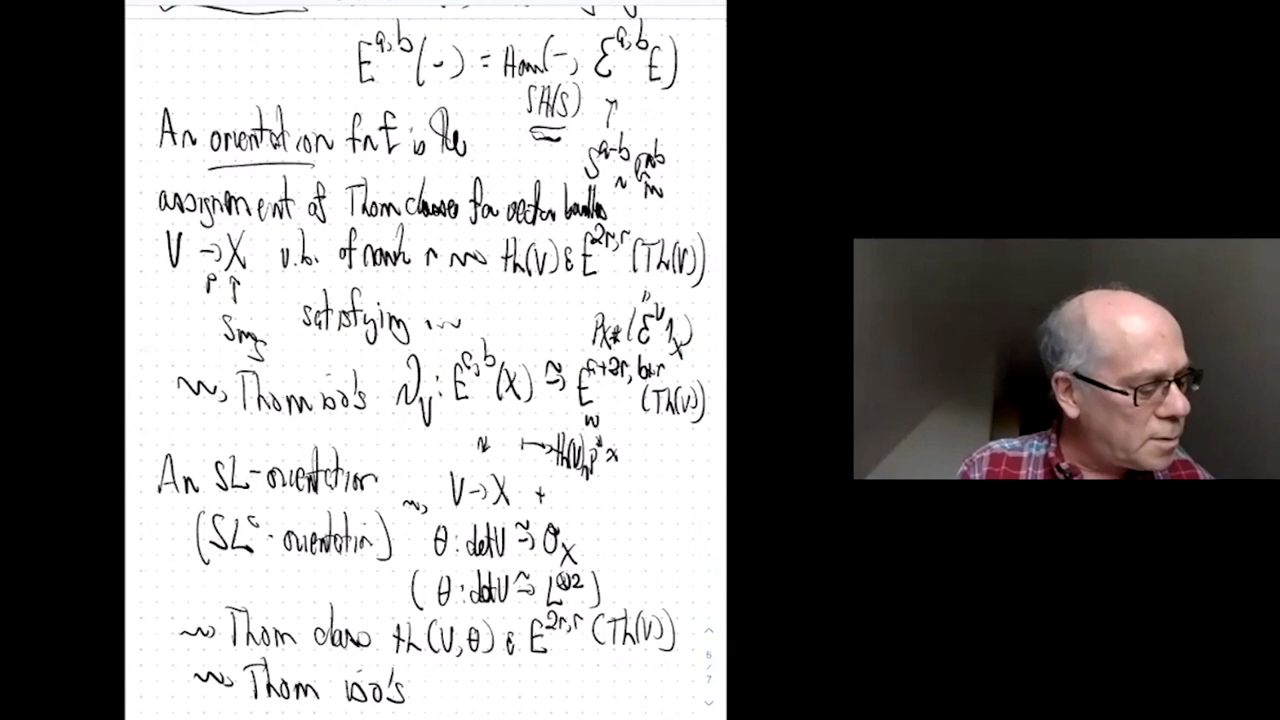 E^{a,b}(-) = Hom(-, Σ^{a,b}E)
SH(S) ↑
An orientation for E is the
S^{a-b} G_m^b
assignment of Thom classes for vector bundles
V → X v.b. of rank r ⇝ th(V) ∈ E^{2r,r}(Th(V))
p ↑
Sm_S satisfying ... p_{X#}(Σ^V 1_X)
⇝ Thom iso's ϑ_V : E^{a,b}(X) ≅ E^{a+2r,b+r}(Th(V))
x ↦ th(V) p^* x
An SL-orientation ⇝ V → X +
(SL^c-orientation) θ : det V ≅ O_X
(θ : det V ≅ L^{⊗2})
⇝ Thom class th(V, θ) ∈ E^{2r,r}(Th(V))
⇝ Thom iso's
5
/
7